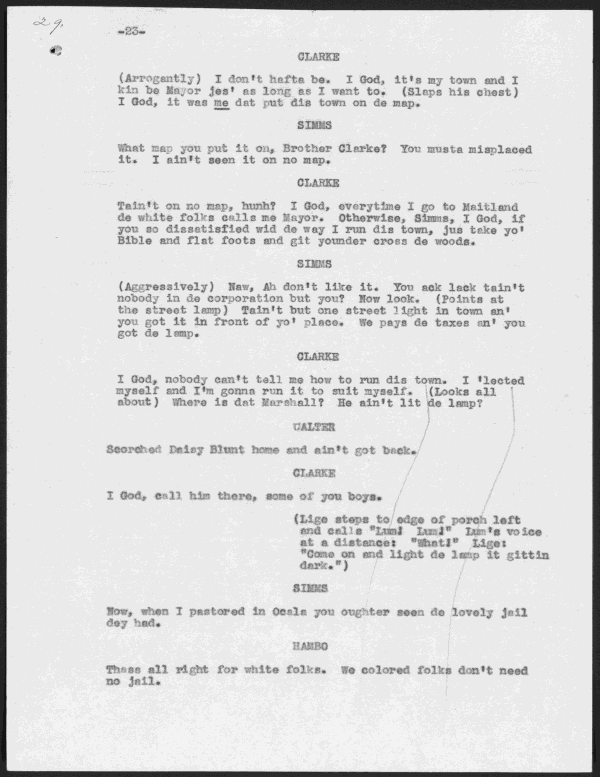 29.
-23-
CLARKE
(Arrogantly) I don't hafta be. I God, it's my town and I
kin be Mayor jes' as long as I want to. (Slaps his chest)
I God, it was me dat put dis town on de map.
SIMMS
What map you put it on, Brother Clarke? You musta misplaced
it. I ain't seen it on no map.
CLARKE
Tain't on no map, hunh? I God, everytime I go to Maitland
de white folks calls me Mayor. Otherwise, Simms, I God, if
you so dissatisfied wid de way I run dis town, jus take yo'
Bible and flat foots and git younder cross de woods.
SIMMS
(Aggressively) Naw, Ah don't like it. You ack lack tain't
nobody in de corporation but you? Now look. (Points at
the street lamp) Tain't but one street light in town an'
you got it in front of yo' place. We pays de taxes an' you
got de lamp.
CLARKE
I God, nobody can't tell me how to run dis town. I 'lected
myself and I'm gonna run it to suit myself. (Looks all
about) Where is dat Marshall? He ain't lit de lamp?
WALTER
Scorched Daisy Blunt home and ain't got back.
CLARKE
I God, call him there, some of you boys.
(Lige steps to edge of porch left
and calls "Lum! Lum!" Lum's voice
at a distance: "What!" Lige:
"Come on and light de lamp it gittin
dark.")
SIMMS
Now, when I pastored in Ocala you oughter seen de lovely jail
dey had.
HAMBO
Thass all right for white folks. We colored folks don't need
no jail.